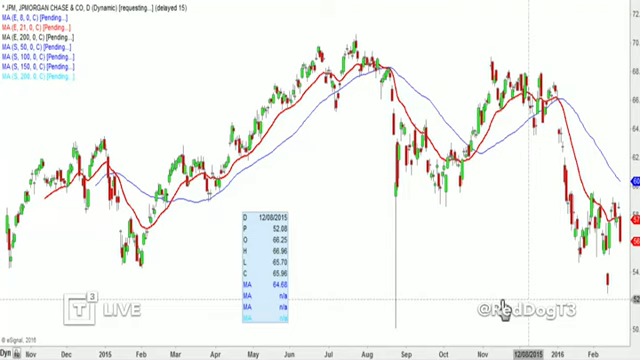 * JPM, JPMORGAN CHASE & CO, D (Dynamic) [requesting...] (delayed 15)
MA (E, 8, 0, C) [Pending...]
MA (E, 21, 0, C) [Pending...]
MA (E, 200, 0, C) [Pending...]
MA (S, 50, 0, C) [Pending...]
MA (S, 100, 0, C) [Pending...]
MA (S, 150, 0, C) [Pending...]
MA (S, 200, 0, C) [Pending...]
72.
70.
68.
66.
62.
60
57
56
54
52
50.
D 12/08/2015
P 52.08
O 66.25
H 66.96
L 65.70
C 65.96
MA 64.68
MA n/a
MA n/a
MA n/a
T3 LIVE
@RedDogT3
© eSignal, 2016
Dyn Nov Dec 2015 Feb Mar Apr May Jun Jul Aug Sep Oct Nov 12/08/2015 2016 Feb